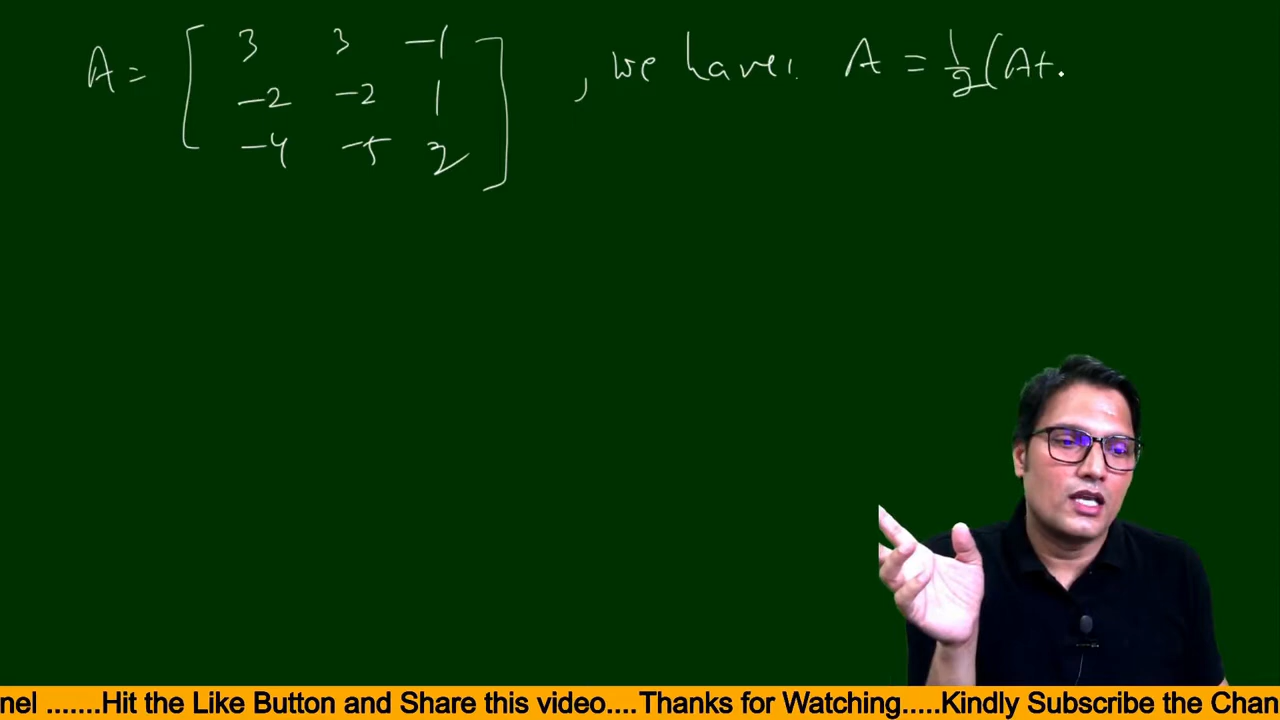 A = [ 3 3 -1 , we have: A = 1/2 (A+.
-2 -2 1
-4 -5 2 ]
nel .......Hit the Like Button and Share this video....Thanks for Watching.....Kindly Subscribe the Chan